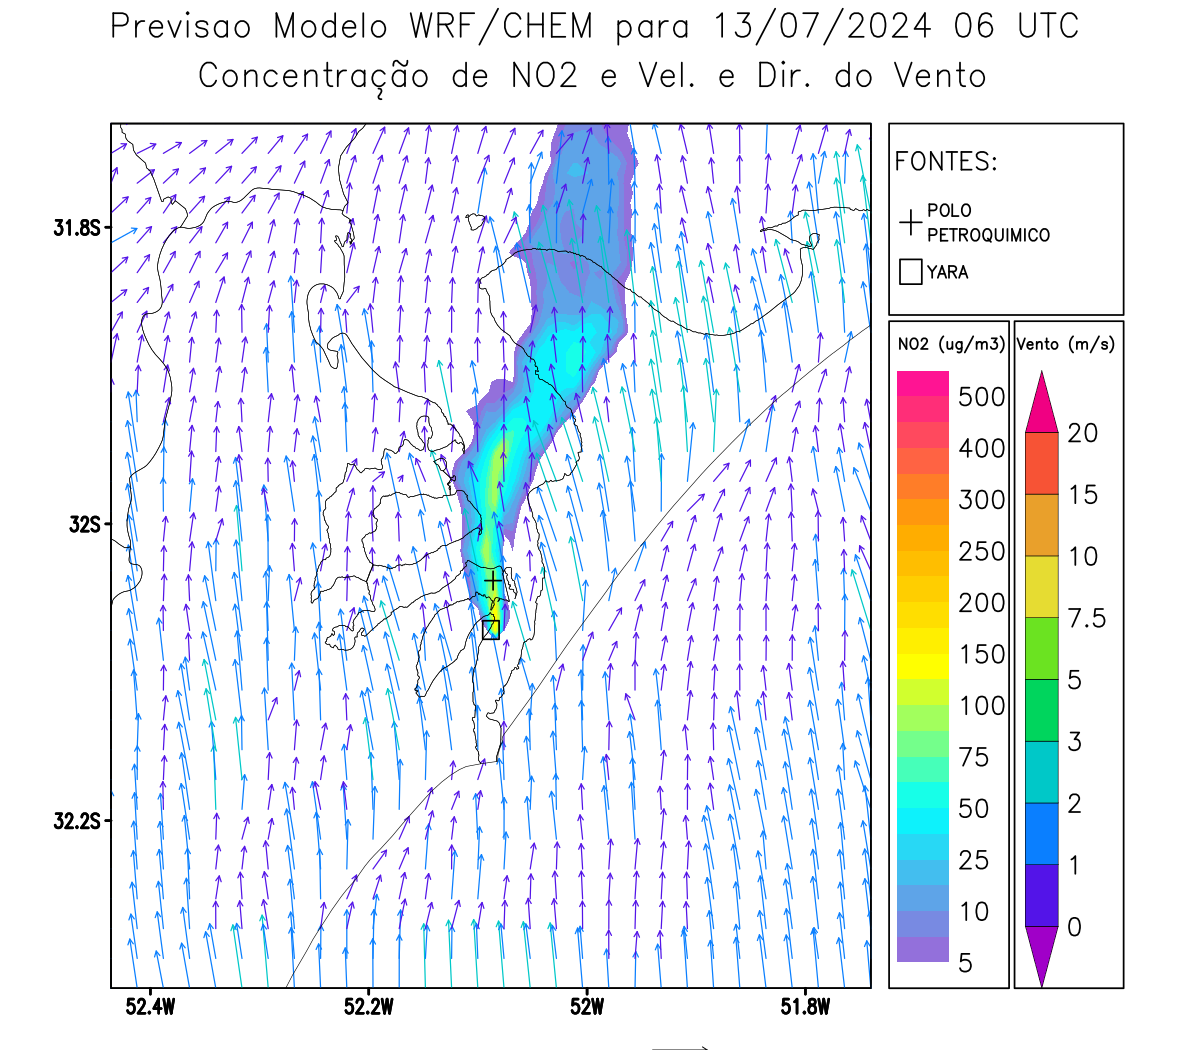 Previsao Modelo WRF/CHEM para 13/07/2024 06 UTC
Concentração de NO2 e Vel. e Dir. do Vento
FONTES:
POLO
PETROQUIMICO
YARA
NO2 (ug/m3)
500
400
300
250
200
150
100
75
50
25
10
5
Vento (m/s)
20
15
10
7.5
5
3
2
1
0
31.8S
32S
32.2S
52.4W
52.2W
52W
51.8W